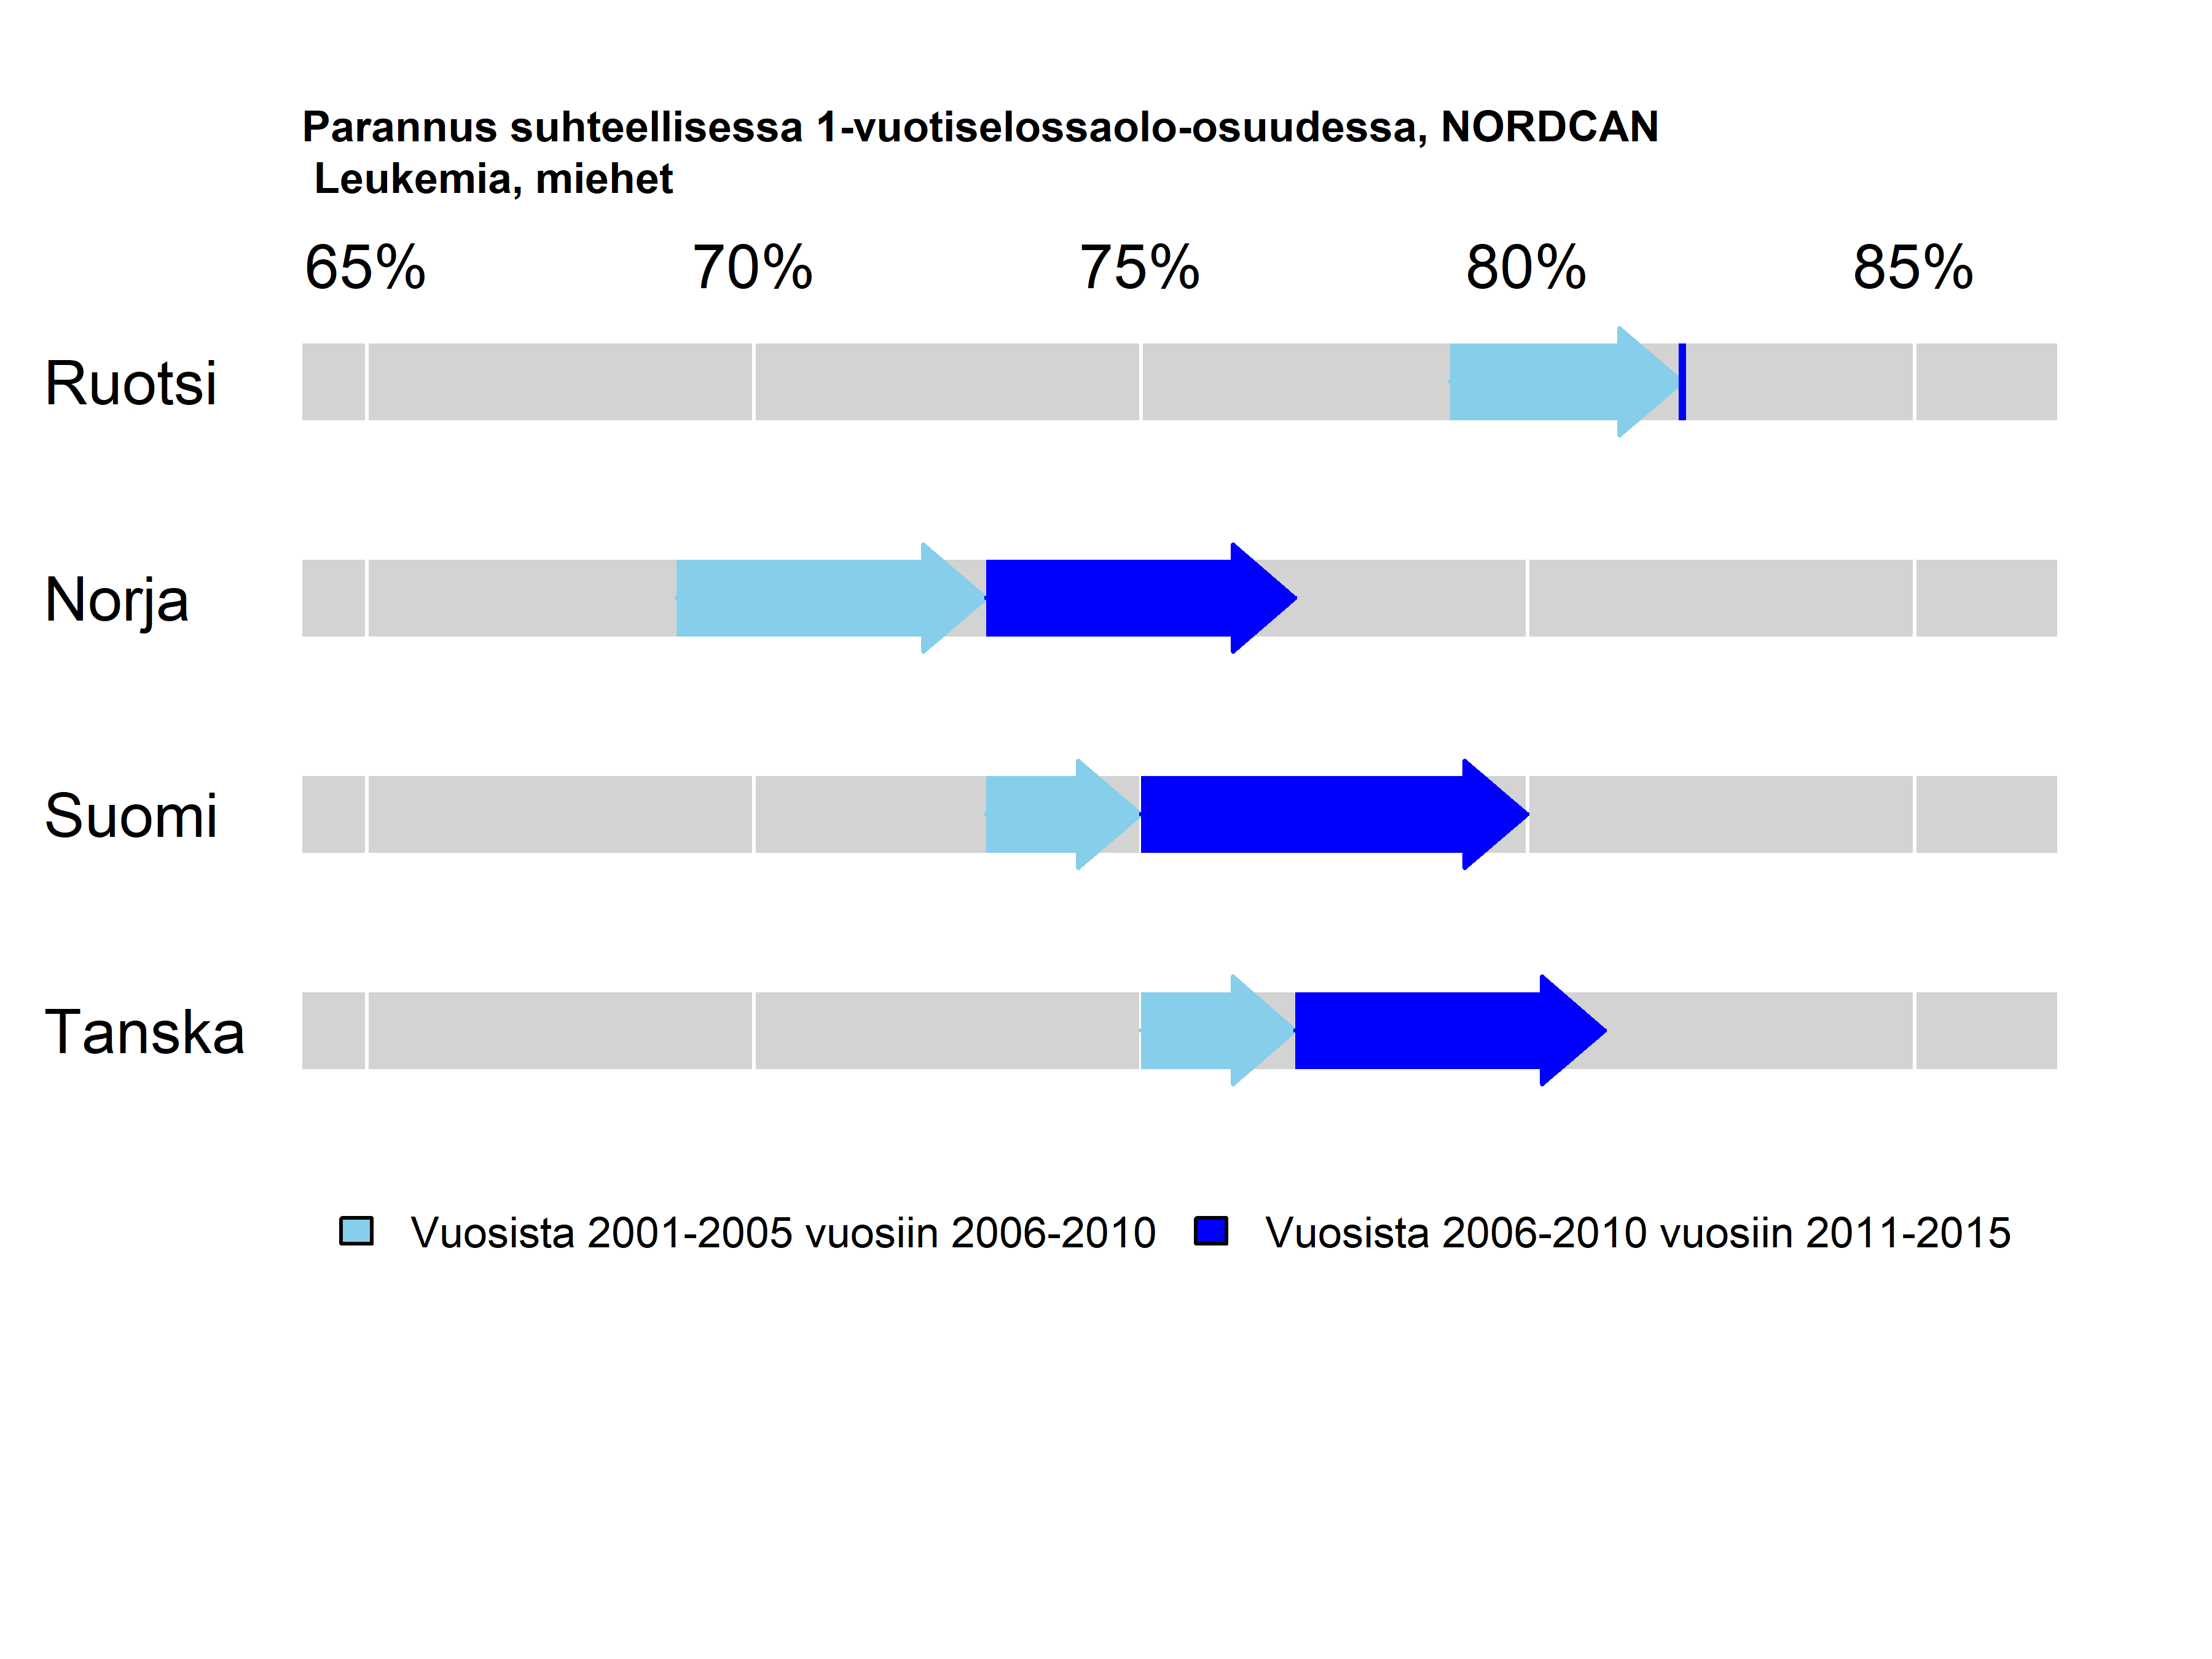 Parannus suhteellisessa 1-vuotiselossaolo-osuudessa, NORDCAN
Leukemia, miehet
65% 70% 75% 80% 85%
Ruotsi
Norja
Suomi
Tanska
Vuosista 2001-2005 vuosiin 2006-2010 Vuosista 2006-2010 vuosiin 2011-2015